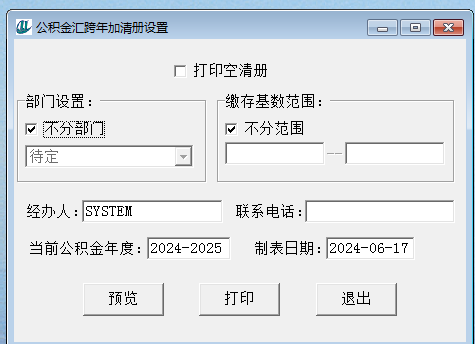 公积金汇跨年加清册设置
打印空清册
部门设置： 缴存基数范围：
不分部门 不分范围
待定 --
经办人：SYSTEM 联系电话：
当前公积金年度：2024-2025 制表日期：2024-06-17
预览 打印 退出